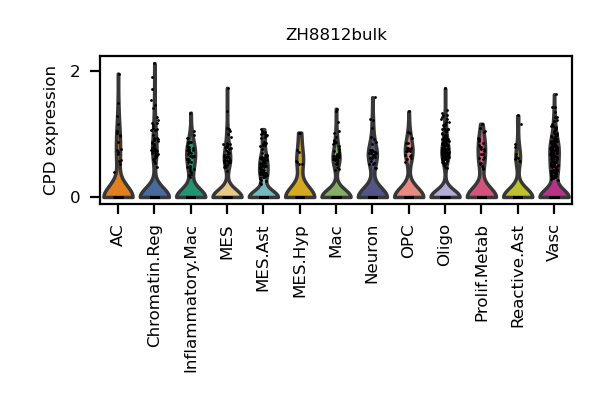 ZH8812bulk
CPD expression
2
0
AC
Chromatin.Reg
Inflammatory.Mac
MES
MES.Ast
MES.Hyp
Mac
Neuron
OPC
Oligo
Prolif.Metab
Reactive.Ast
Vasc